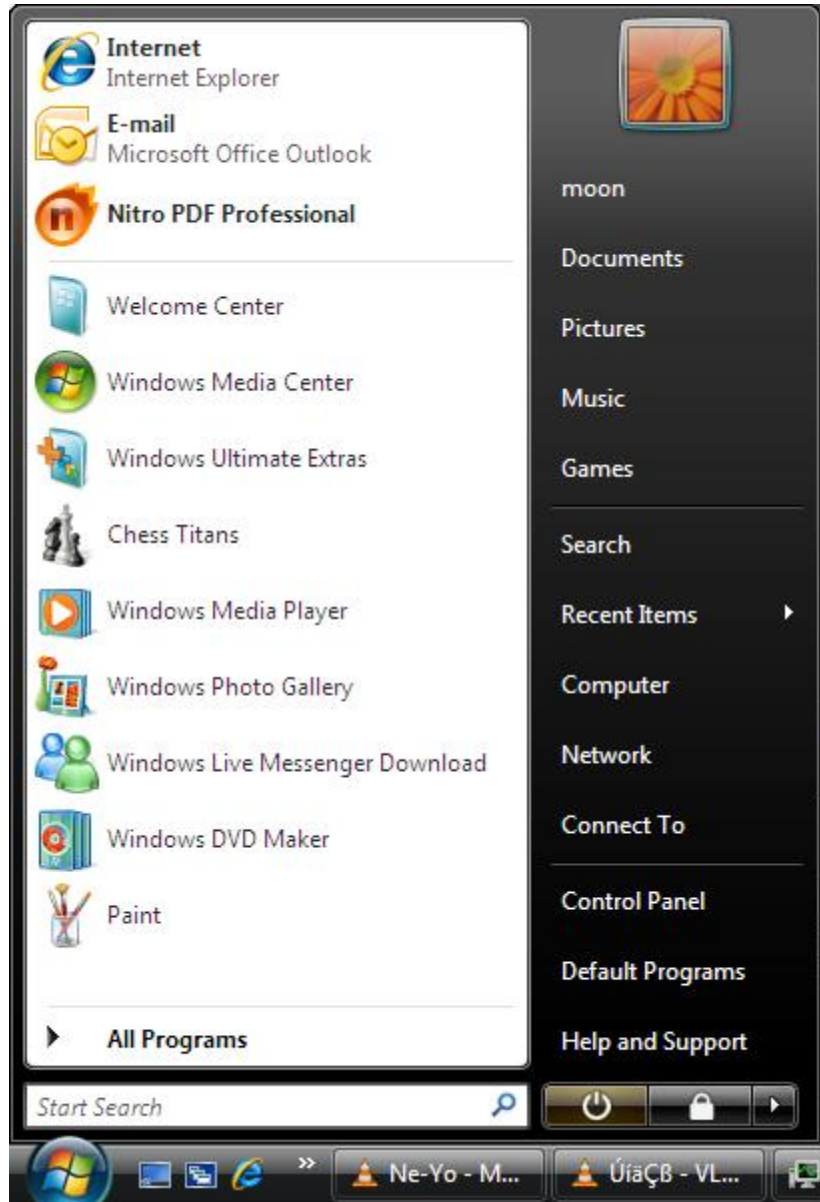 Internet
Internet Explorer
E-mail
Microsoft Office Outlook
Nitro PDF Professional
Welcome Center
Windows Media Center
Windows Ultimate Extras
Chess Titans
Windows Media Player
Windows Photo Gallery
Windows Live Messenger Download
Windows DVD Maker
Paint
All Programs
Start Search
moon
Documents
Pictures
Music
Games
Search
Recent Items
Computer
Network
Connect To
Control Panel
Default Programs
Help and Support
Ne-Yo - M...
ÚíäÇß - VL...